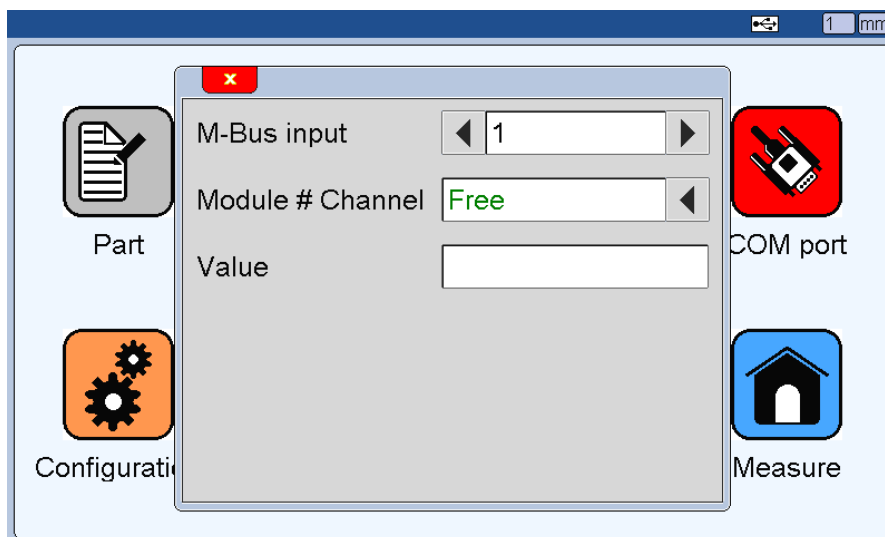 1 mm
x
M-Bus input 1
Module # Channel Free
Value
Part
COM port
Configurati
Measure